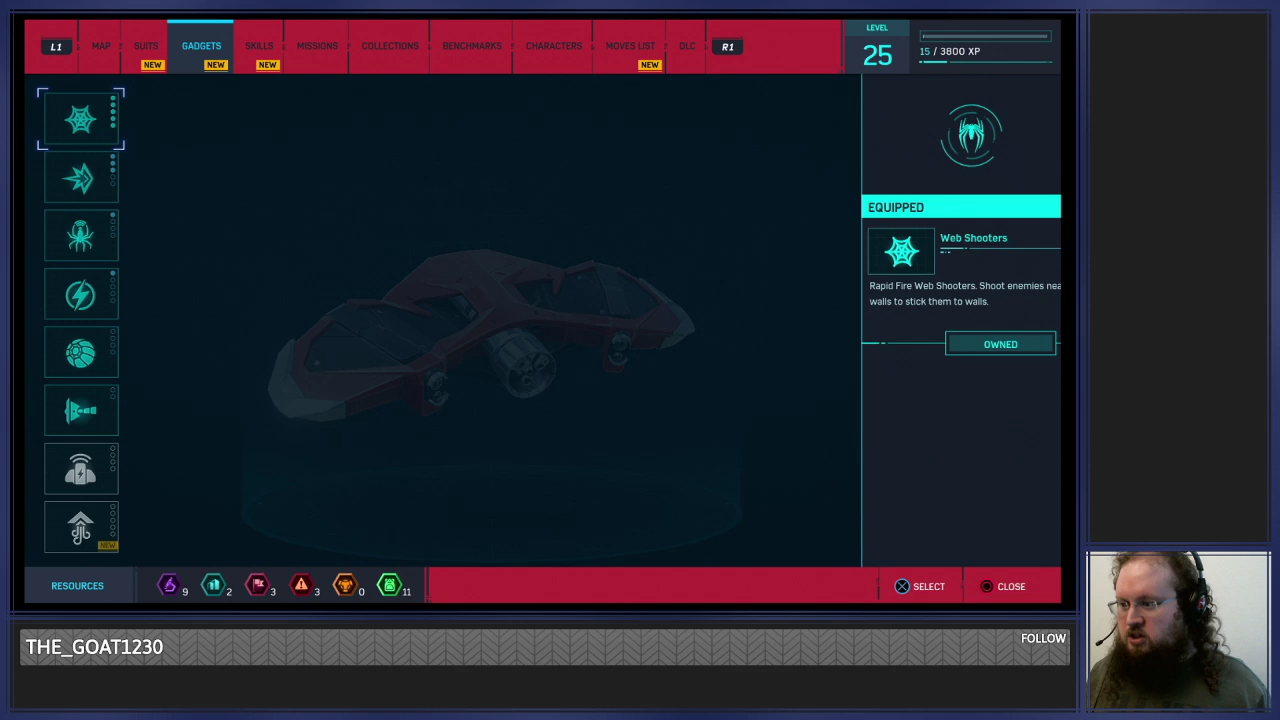 L1 MAP SUITS GADGETS SKILLS MISSIONS COLLECTIONS BENCHMARKS CHARACTERS MOVES LIST DLC R1
NEW NEW NEW NEW
LEVEL
25
15 / 3800 XP
EQUIPPED
Web Shooters
Rapid Fire Web Shooters. Shoot enemies nea
walls to stick them to walls.
OWNED
NEW
RESOURCES 9 2 3 3 0 11 SELECT CLOSE
THE_GOAT1230 FOLLOW